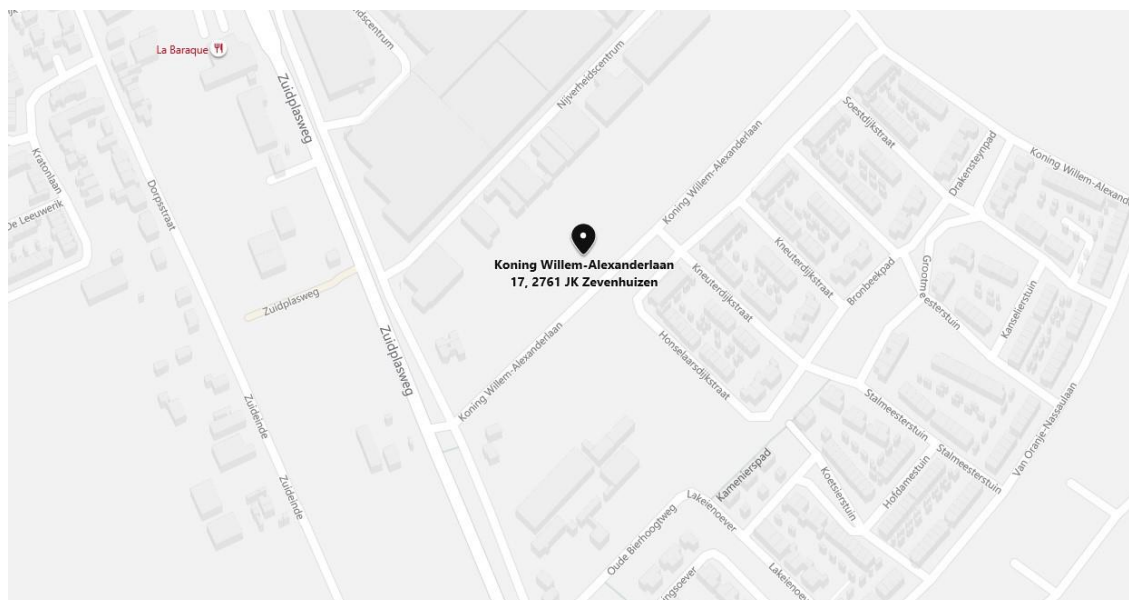 La Baraque
Zuidplasweg
Nijverheidscentrum
Soestdijkstraat
Koning Willem-Alexanderlaan
Drakensteynpad
Kratonlaan
Dorpsstraat
De Leeuwerik
Koning Willem-Alexanderlaan
17, 2761 JK Zevenhuizen
Kneuterdijkstraat
Kneuterdijkstraat
Bronbeekpad
Grootmeesterstuin
Kanselierstuin
Zuidplasweg
Zuidplasweg
Koning Willem-Alexanderlaan
Honselaarsdijkstraat
Zuideinde
Zuideinde
Stalmeesterstuin
Stalmeesterstuin
Van Oranje-Nassaulaan
Kamenierspad
Koetsierstuin
Hofdamestuin
Lakeienoever
Oude Bierhoogtweg
Lakeienoever
ingsoever
Koning Willem-Alexand
dscentrum